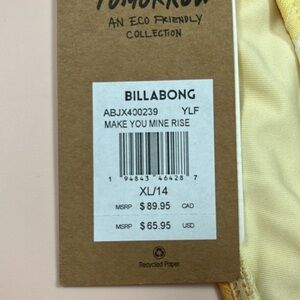 TOMORROW
AN ECO FRIENDLY
COLLECTION
BILLABONG
ABJX400239 YLF
MAKE YOU MINE RISE
1 94843 46428 7
XL/14
MSRP $89.95 CAD
MSRP $65.95 USD
Recycled Paper